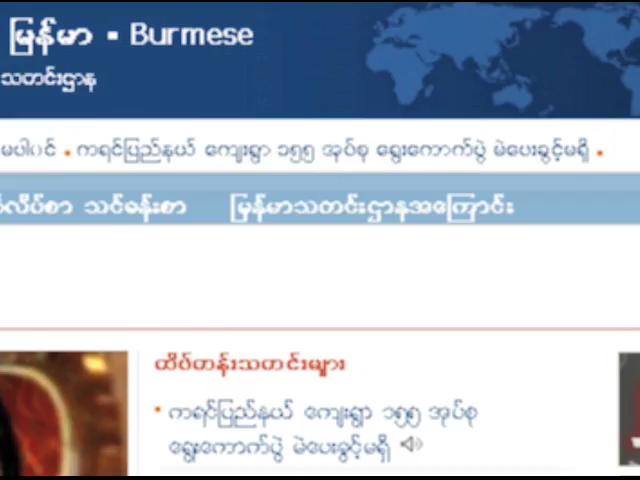 မြန်မာ - Burmese
သတင်းဌာန
မပါဝင် • ကရင်ပြည်နယ် ကျေးရွာ ၁၅၅ အုပ်စု ရွေးကောက်ပွဲ မဲပေးခွင့်မရှိ •
သင်ခန်းစာ မြန်မာသတင်းဌာနအကြောင်း
ထိပ်တန်းသတင်းများ
• ကရင်ပြည်နယ် ကျေးရွာ ၁၅၅ အုပ်စု
ရွေးကောက်ပွဲ မဲပေးခွင့်မရှိ